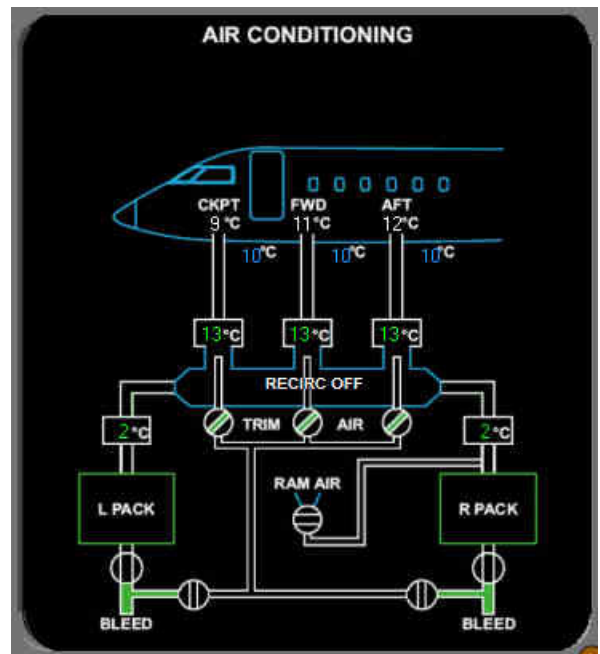 AIR CONDITIONING
CKPT FWD AFT
9 °C 11°C 12°C
10°C 10°C 10°C
13°C 13°C 13°C
RECIRC OFF
2°C TRIM AIR 2°C
RAM AIR
L PACK R PACK
BLEED BLEED